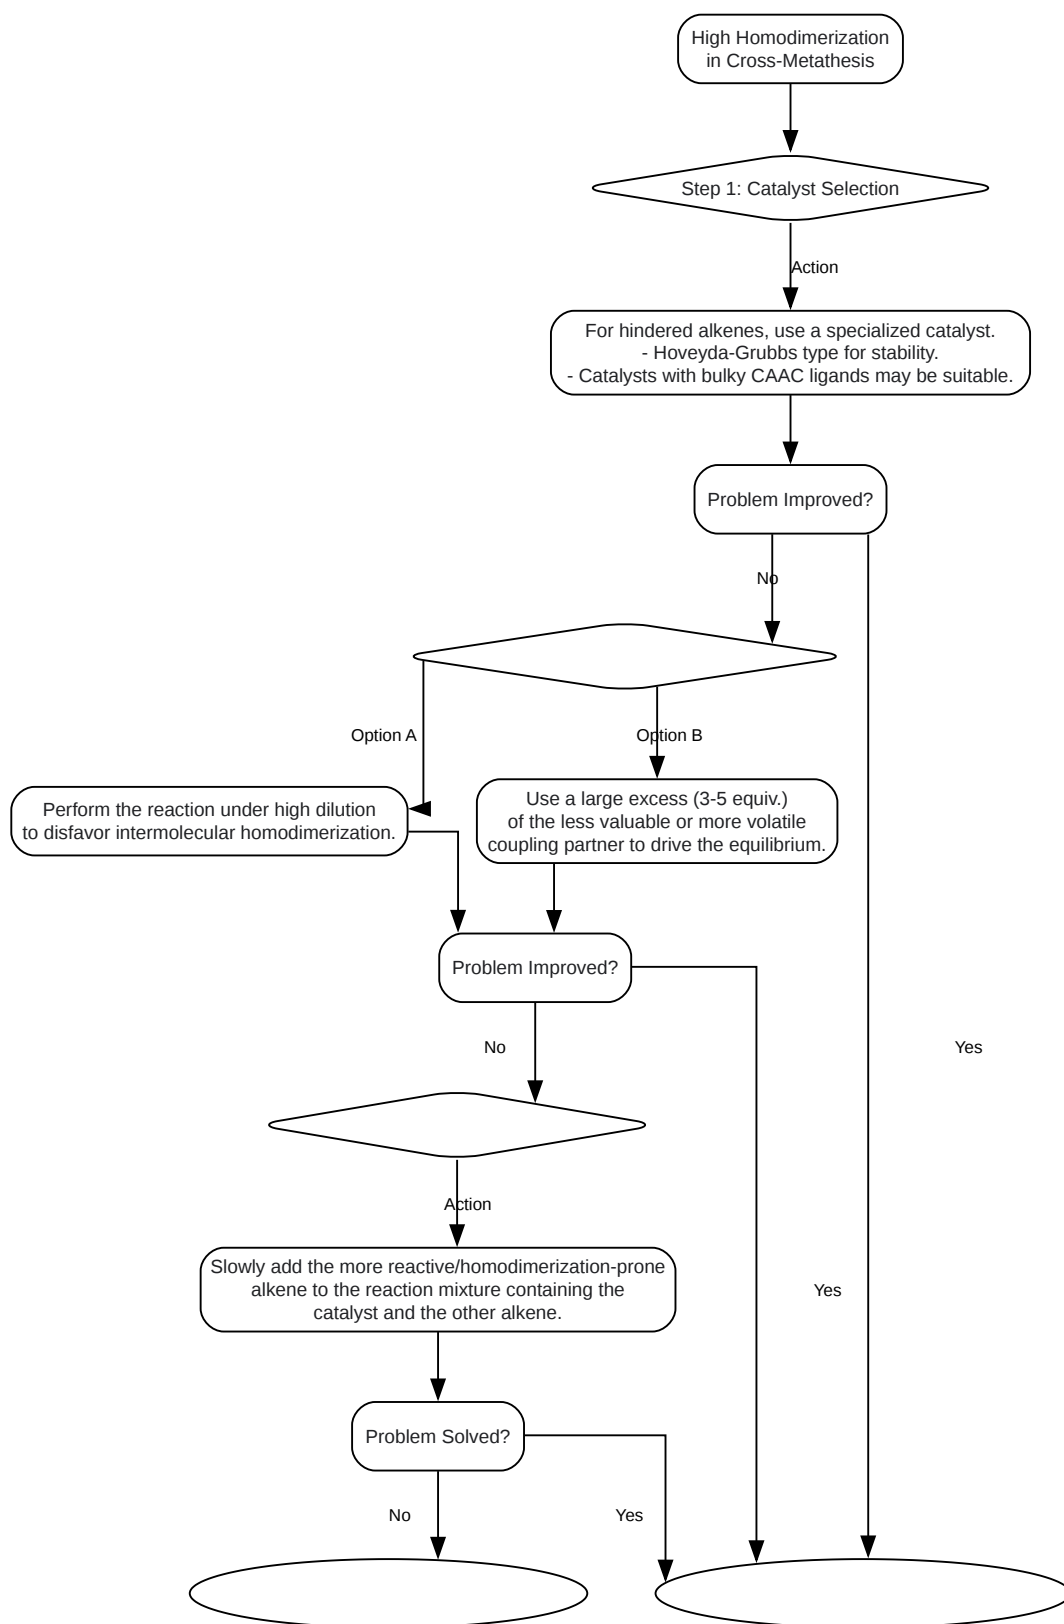 High Homodimerization
in Cross-Metathesis
Step 1: Catalyst Selection
Action
For hindered alkenes, use a specialized catalyst.
- Hoveyda-Grubbs type for stability.
- Catalysts with bulky CAAC ligands may be suitable.
Problem Improved?
No
Option A
Option B
Perform the reaction under high dilution
to disfavor intermolecular homodimerization.
Use a large excess (3-5 equiv.)
of the less valuable or more volatile
coupling partner to drive the equilibrium.
Problem Improved?
No
Yes
Action
Slowly add the more reactive/homodimerization-prone
alkene to the reaction mixture containing the
catalyst and the other alkene.
Yes
Problem Solved?
No
Yes